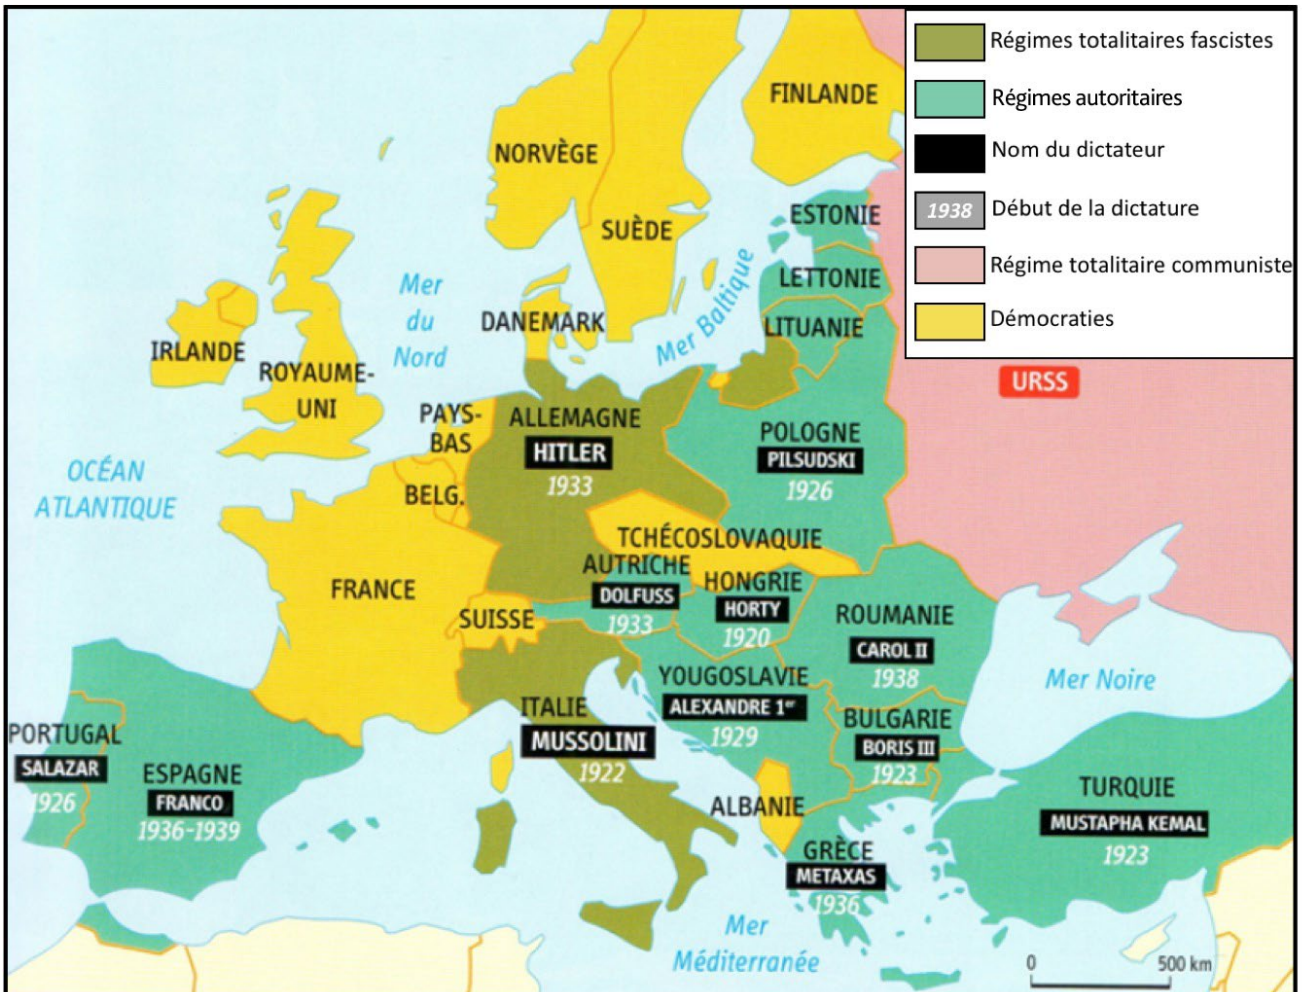 Régimes totalitaires fascistes
Régimes autoritaires
Nom du dictateur
1938 Début de la dictature
Régime totalitaire communiste
Démocraties
FINLANDE
NORVÈGE
SUÈDE
ESTONIE
LETTONIE
LITUANIE
Mer Baltique
Mer
du
Nord
DANEMARK
IRLANDE
ROYAUME-
UNI
PAYS-
BAS
BELG.
ALLEMAGNE
HITLER
1933
POLOGNE
PILSUDSKI
1926
URSS
OCÉAN
ATLANTIQUE
TCHÉCOSLOVAQUIE
FRANCE
SUISSE
AUTRICHE
DOLFUSS
1933
HONGRIE
HORTY
1920
ROUMANIE
CAROL II
1938
YOUGOSLAVIE
ALEXANDRE 1er
1929
BULGARIE
BORIS III
1923
Mer Noire
ITALIE
MUSSOLINI
1922
PORTUGAL
SALAZAR
1926
ESPAGNE
FRANCO
1936-1939
ALBANIE
GRÈCE
METAXAS
1936
TURQUIE
MUSTAPHA KEMAL
1923
Mer
Méditerranée
0 500 km